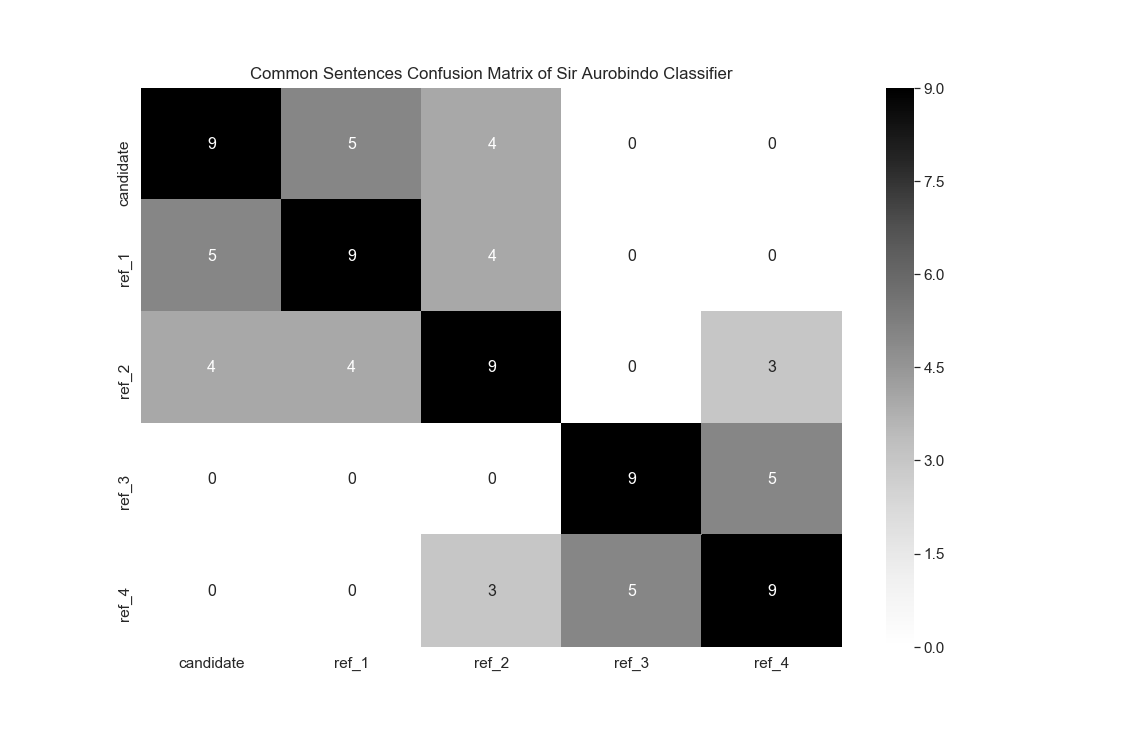 Common Sentences Confusion Matrix of Sir Aurobindo Classifier
candidate 9 5 4 0 0
ref_1 5 9 4 0 0
ref_2 4 4 9 0 3
ref_3 0 0 0 9 5
ref_4 0 0 3 5 9
candidate ref_1 ref_2 ref_3 ref_4
9.0
7.5
6.0
4.5
3.0
1.5
0.0